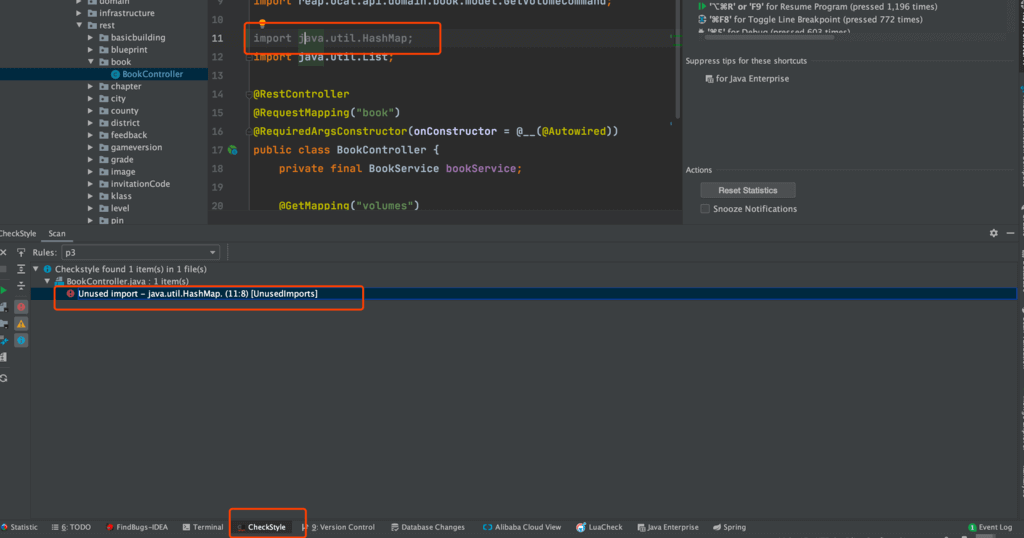 domain
infrastructure
rest
basicbuilding
blueprint
book
BookController
chapter
city
county
district
feedback
gameversion
grade
image
invitationCode
klass
level
pin
9 import reap.ocat.api.domain.book.model.GetVolumeCommand;
10
11 import java.util.HashMap;
12 import java.util.List;
13
14 @RestController
15 @RequestMapping("book")
16 @RequiredArgsConstructor(onConstructor = @__(@Autowired))
17 public class BookController {
18 private final BookService bookService;
19
20 @GetMapping("volumes")
'⌥⌘R' or 'F9' for Resume Program (pressed 1,196 times)
'⌘F8' for Toggle Line Breakpoint (pressed 772 times)
for Debug (pressed 603 times)
Suppress tips for these shortcuts
for Java Enterprise
Actions
Reset Statistics
Snooze Notifications
CheckStyle Scan
Rules: p3
Checkstyle found 1 item(s) in 1 file(s)
BookController.java : 1 item(s)
Unused import - java.util.HashMap. (11:8) [UnusedImports]
Statistic 6: TODO FindBugs-IDEA Terminal CheckStyle 9: Version Control Database Changes Alibaba Cloud View LuaCheck Java Enterprise Spring 1 Event Log